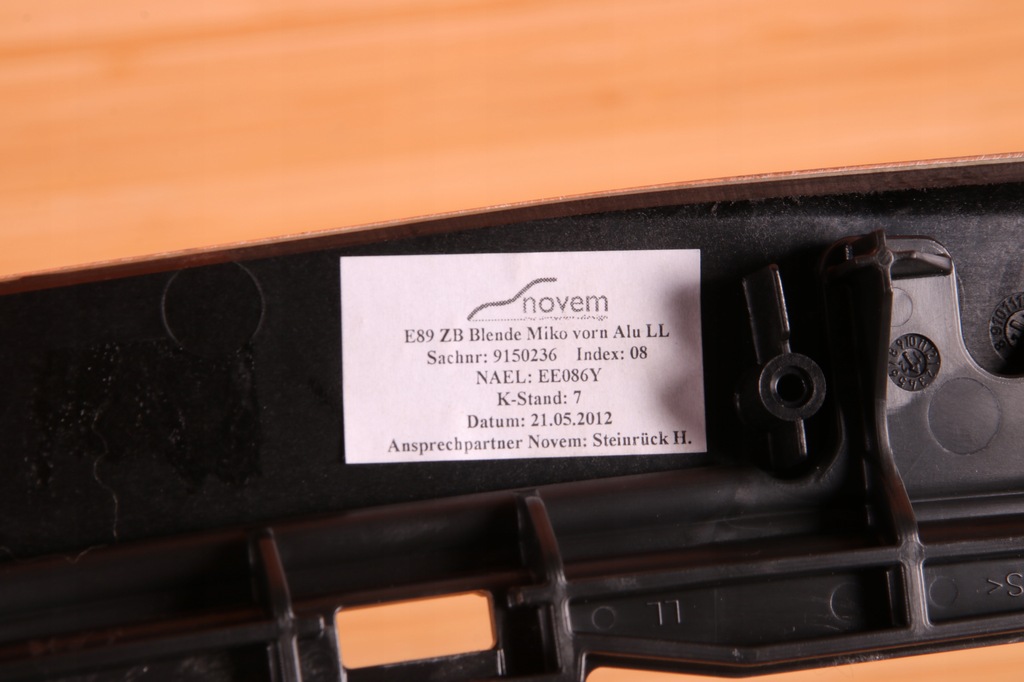 novem
E89 ZB Blende Miko vorn Alu LL
Sachnr: 9150236 Index: 08
NAEL: EE086Y
K-Stand: 7
Datum: 21.05.2012
Ansprechpartner Novem: Steinrück H.
LL
>S